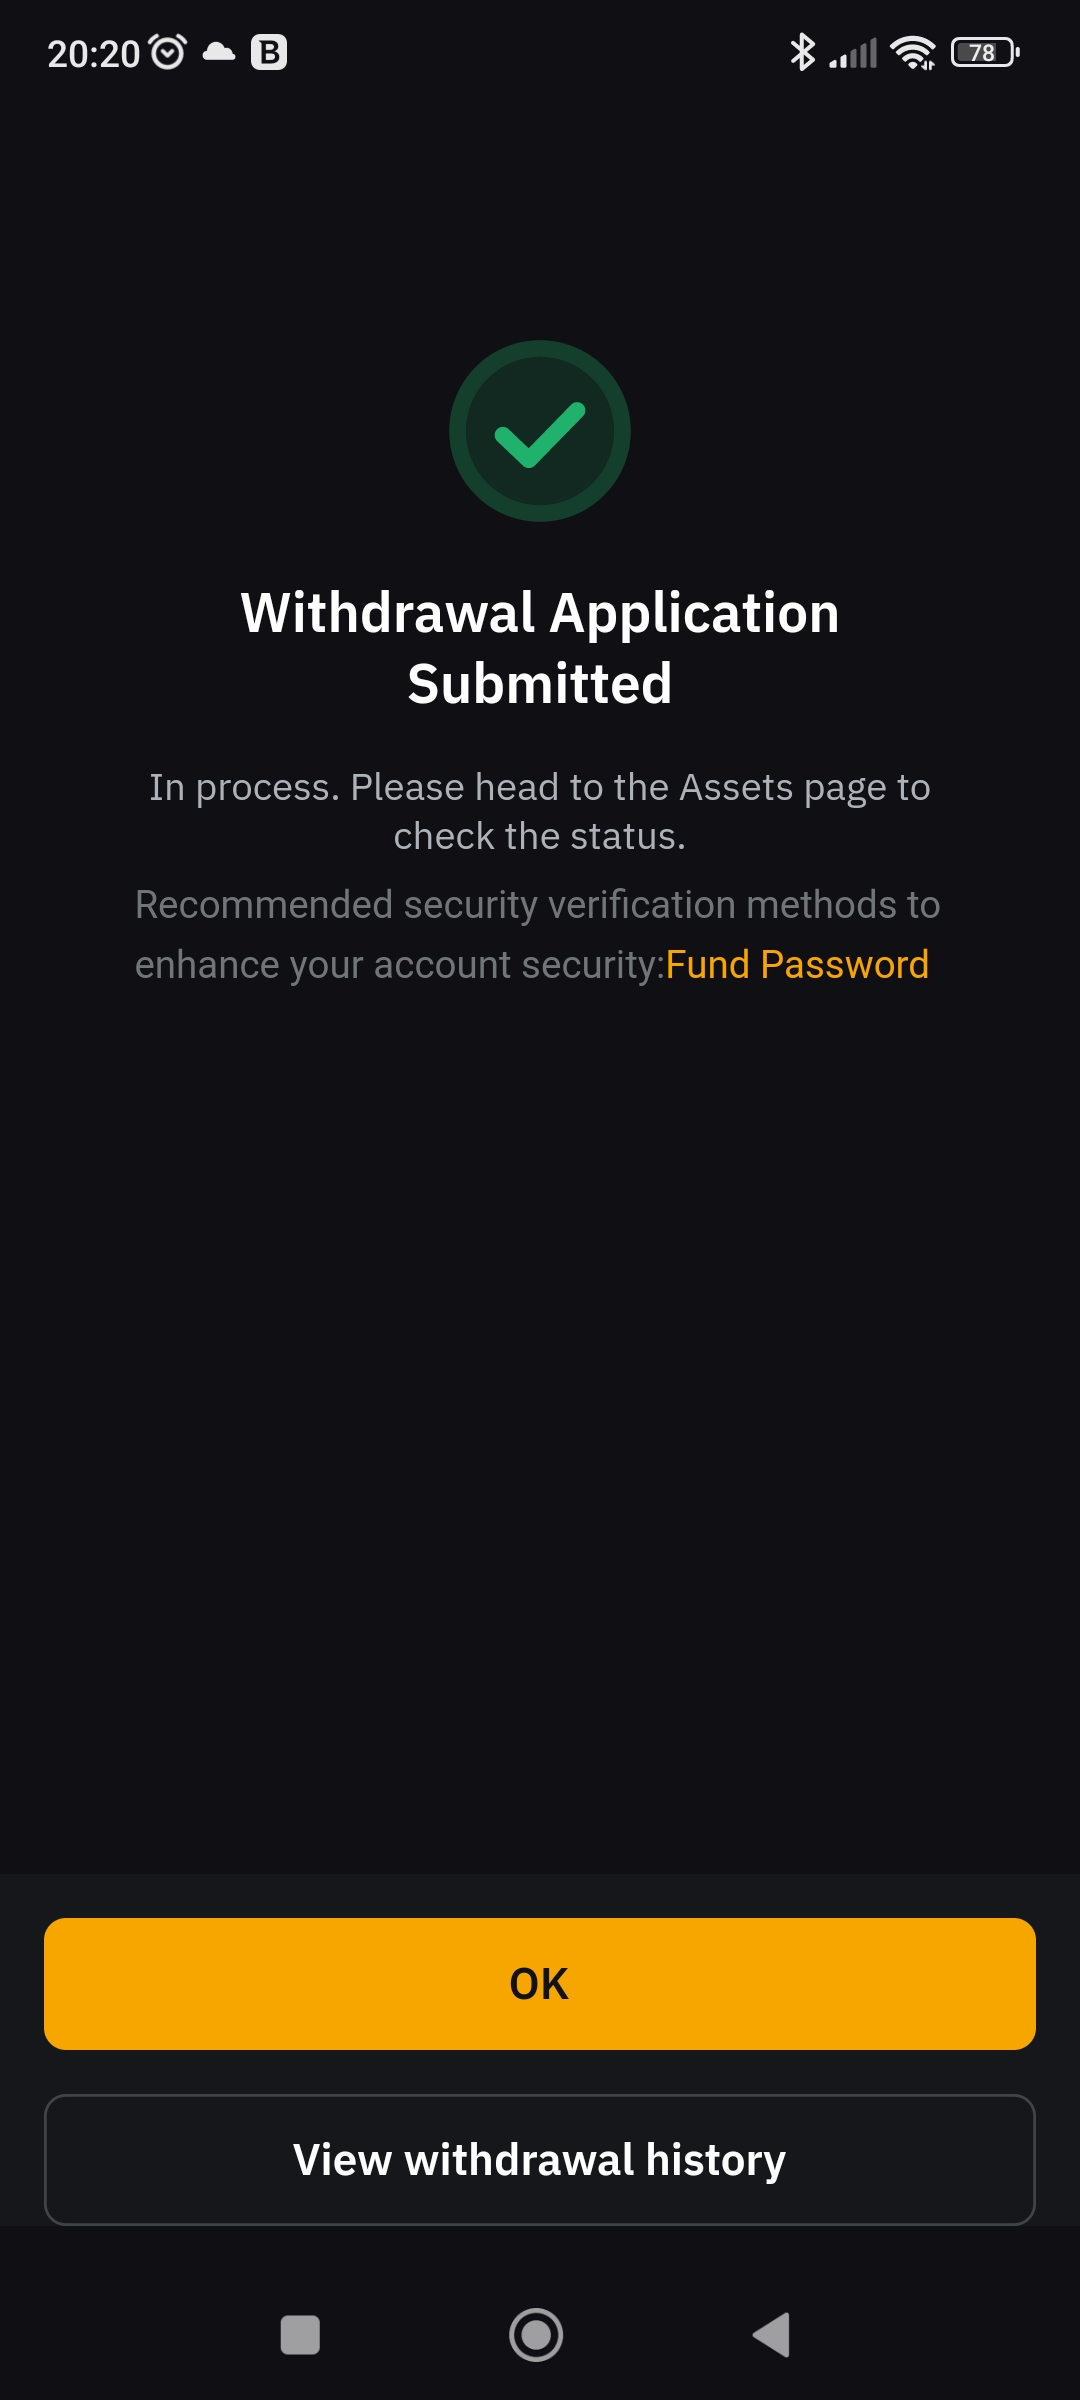 20:20 B 78
Withdrawal Application
Submitted
In process. Please head to the Assets page to
check the status.
Recommended security verification methods to
enhance your account security:Fund Password
OK
View withdrawal history